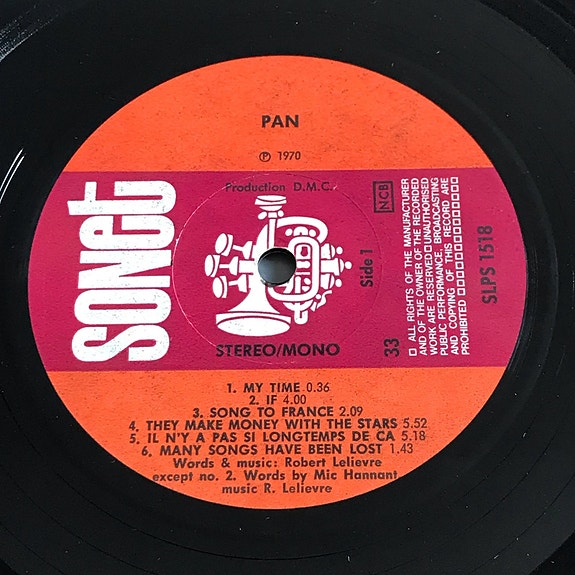 PAN
℗ 1970
Production D.M.C.
NCB
SONET
Side 1
STEREO/MONO
33
SLPS 1518
□ ALL RIGHTS OF THE MANUFACTURER
AND OF THE OWNER OF THE RECORDED
WORK ARE RESERVED□UNAUTHORISED
PUBLIC PERFORMANCE, BROADCASTING
AND COPYING OF THIS RECORD ARE
PROHIBITED □□□□□□□□□□□
1. MY TIME 0.36
2. IF 4.00
3. SONG TO FRANCE 2.09
4. THEY MAKE MONEY WITH THE STARS 5.52
5. IL N'Y A PAS SI LONGTEMPS DE CA 5.18
6. MANY SONGS HAVE BEEN LOST 1.43
Words & music: Robert Lelievre
except no. 2. Words by Mic Hannant,
music R. Lelievre